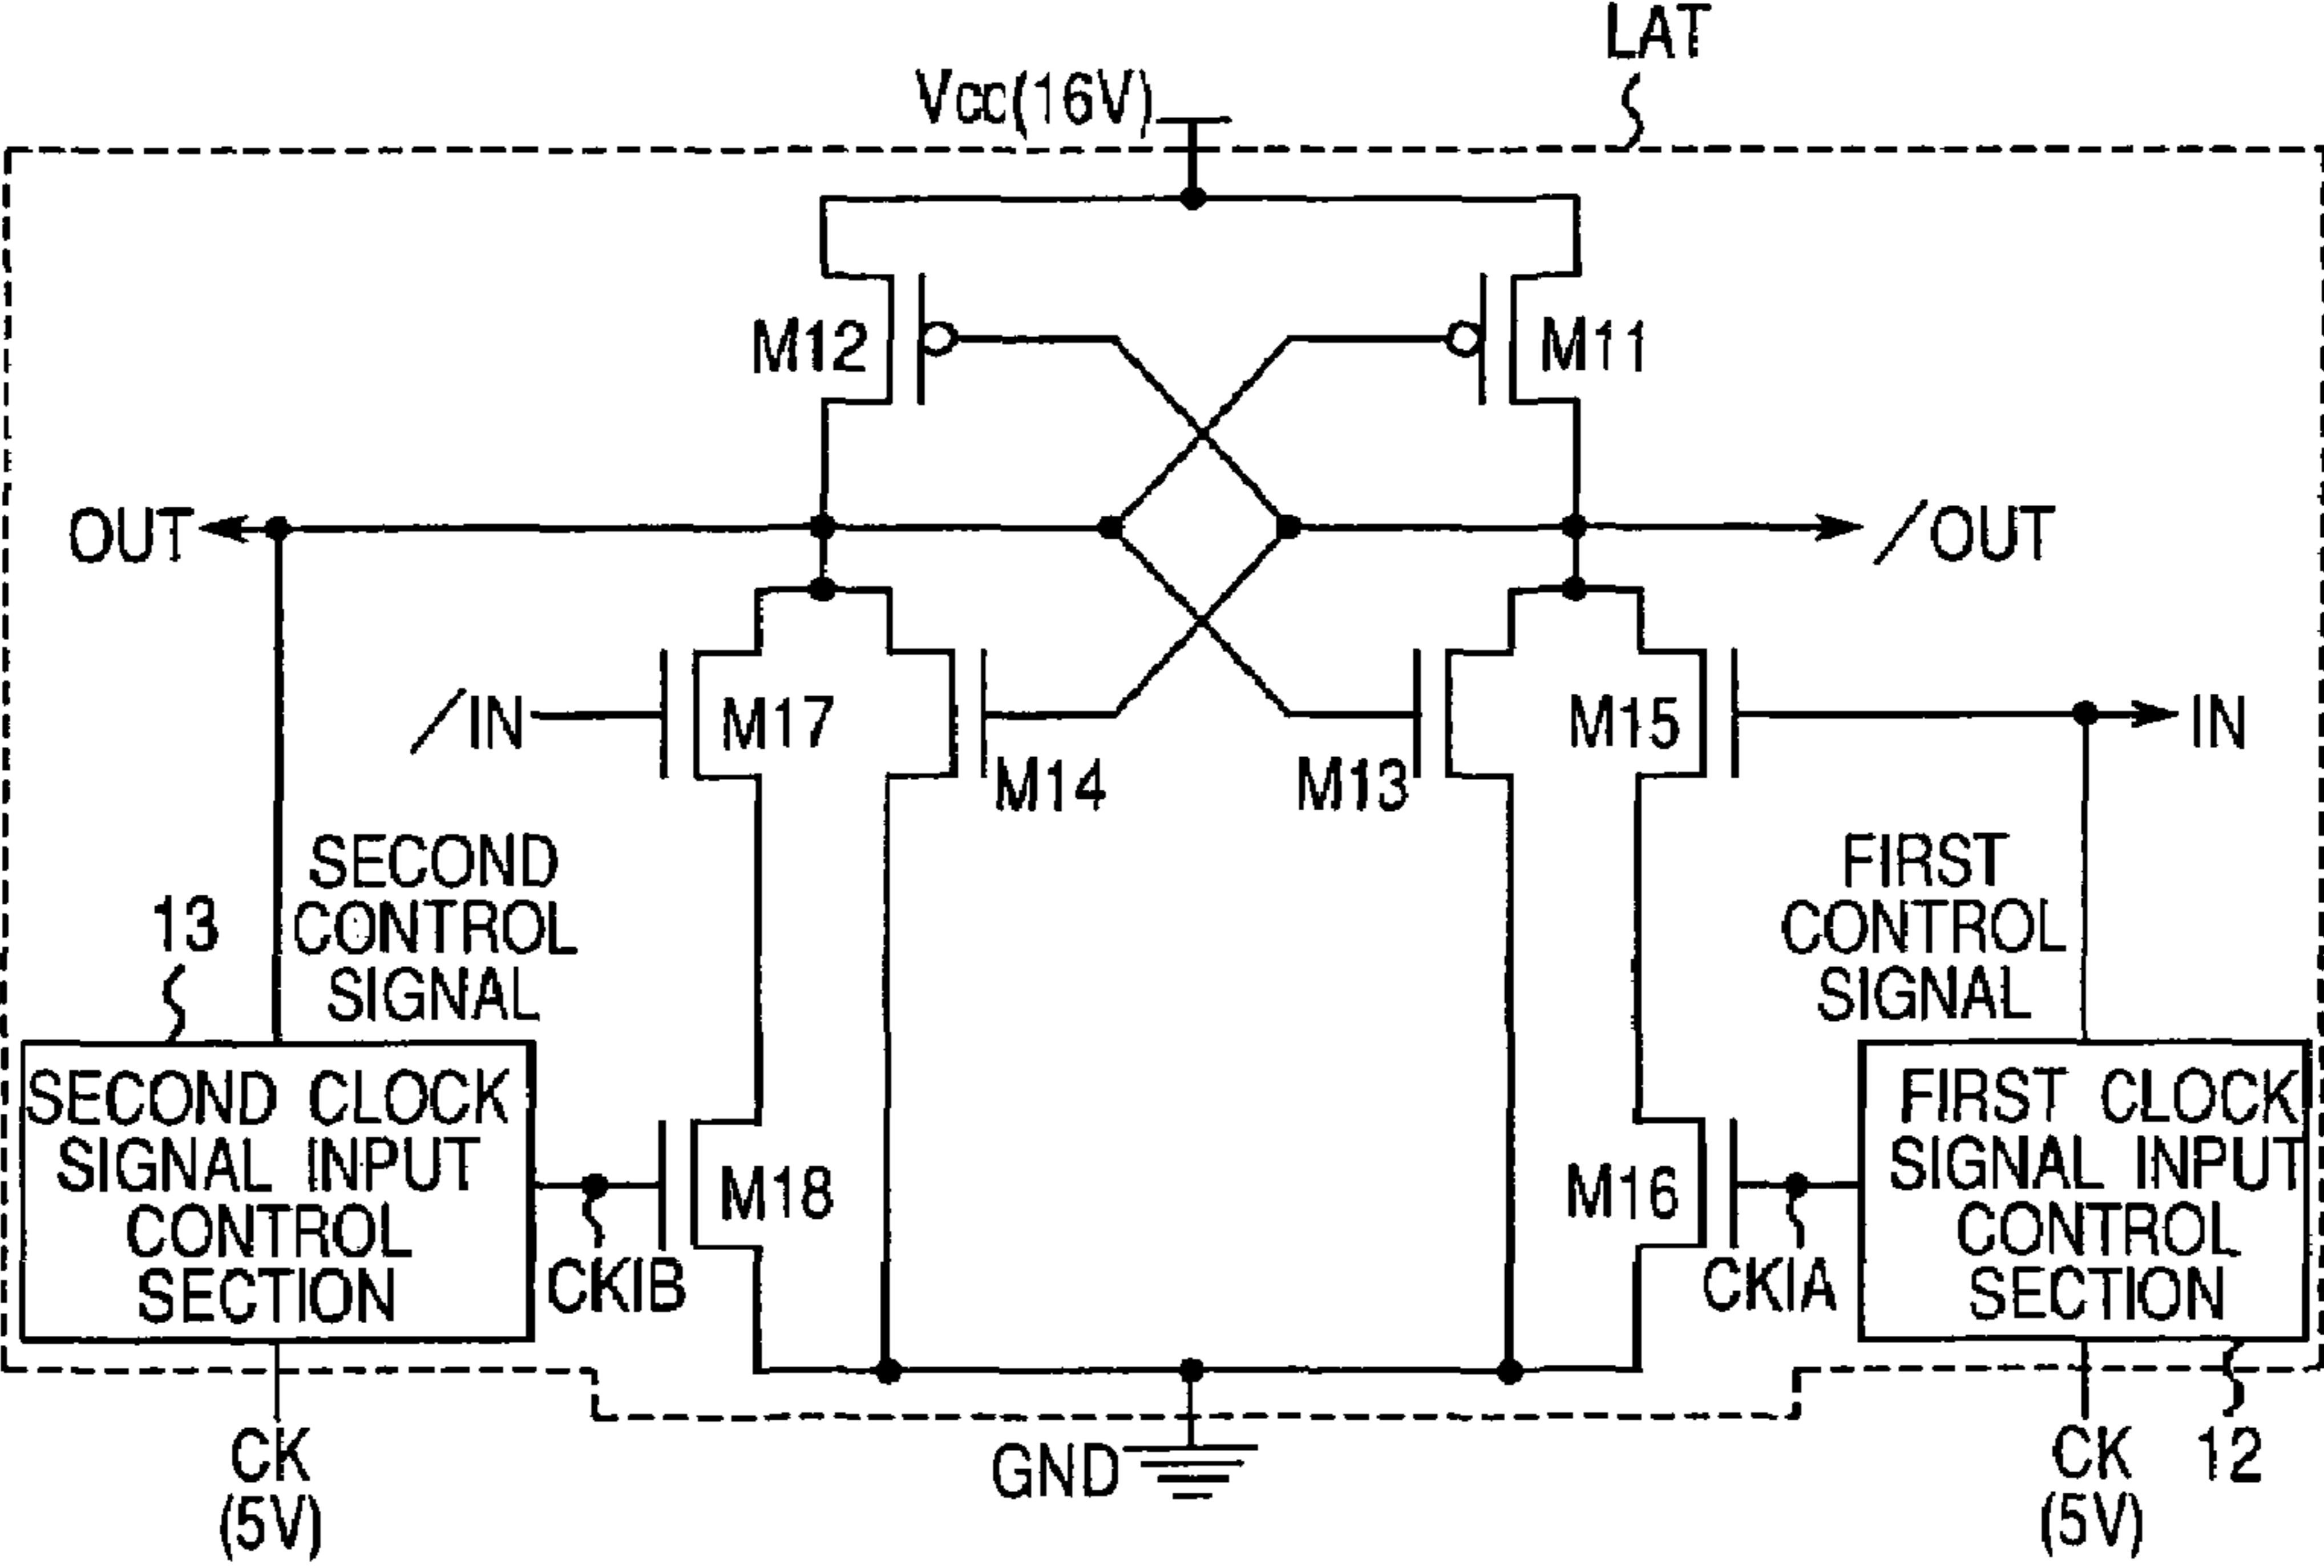 LAT
Vcc(16V)
M12
M11
OUT
/OUT
/IN
M17
M14
M13
M15
IN
SECOND
CONTROL
SIGNAL
FIRST
CONTROL
SIGNAL
13
SECOND CLOCK
SIGNAL INPUT
CONTROL
SECTION
M18
M16
FIRST CLOCK
SIGNAL INPUT
CONTROL
SECTION
CKIB
CKIA
CK
(5V)
GND
CK
(5V)
12